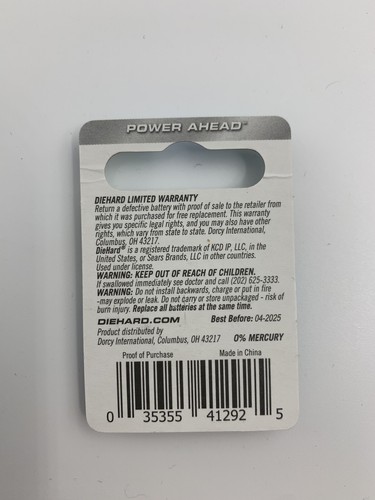 POWER AHEAD™
DIEHARD LIMITED WARRANTY
Return a defective battery with proof of sale to the retailer from
which it was purchased for free replacement. This warranty
gives you specific legal rights, and you may also have other
rights, which vary from state to state. Dorcy International,
Columbus, OH 43217.
DieHard® is a registered trademark of KCD IP, LLC, in the
United States, or Sears Brands, LLC in other countries.
Used under license.
WARNING: KEEP OUT OF REACH OF CHILDREN.
If swallowed immediately see doctor and call (202) 625-3333.
WARNING: Do not install backwards, charge or put in fire
-may explode or leak. Do not carry or store unpackaged - risk of
burn injury. Replace all batteries at the same time.
DIEHARD.COM Best Before: 04-2025
Product distributed by
Dorcy International, Columbus, OH 43217 0% MERCURY
Proof of Purchase Made in China
0 35355 41292 5